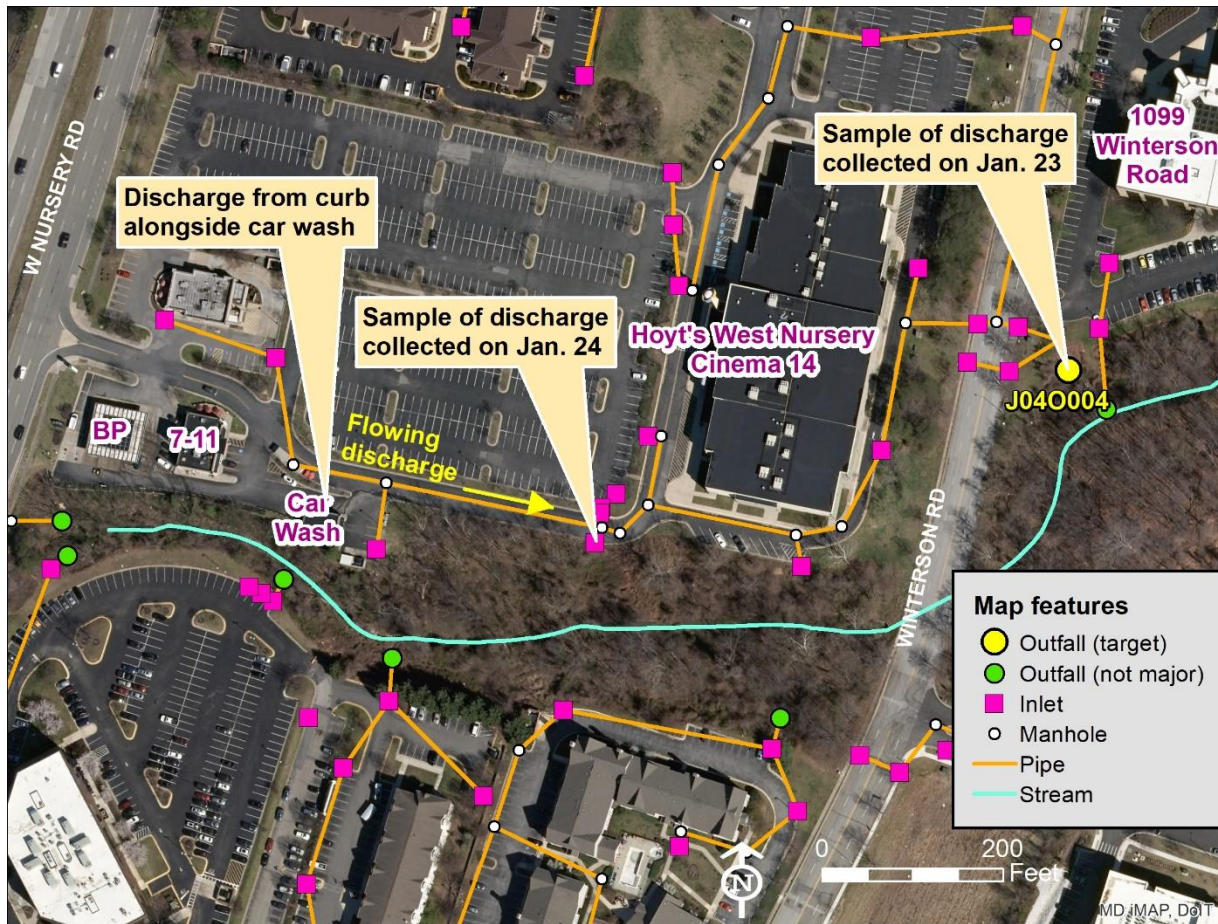 W NURSERY RD
Discharge from curb
alongside car wash
Sample of discharge
collected on Jan. 24
Sample of discharge
collected on Jan. 23
1099
Winterson
Road
Hoyt's West Nursery
Cinema 14
J04O004
BP
7-11
Flowing
discharge
Car
Wash
WINTERSON RD
Map features
Outfall (target)
Outfall (not major)
Inlet
Manhole
Pipe
Stream
0
200
Feet
N
MD iMAP, DoIT